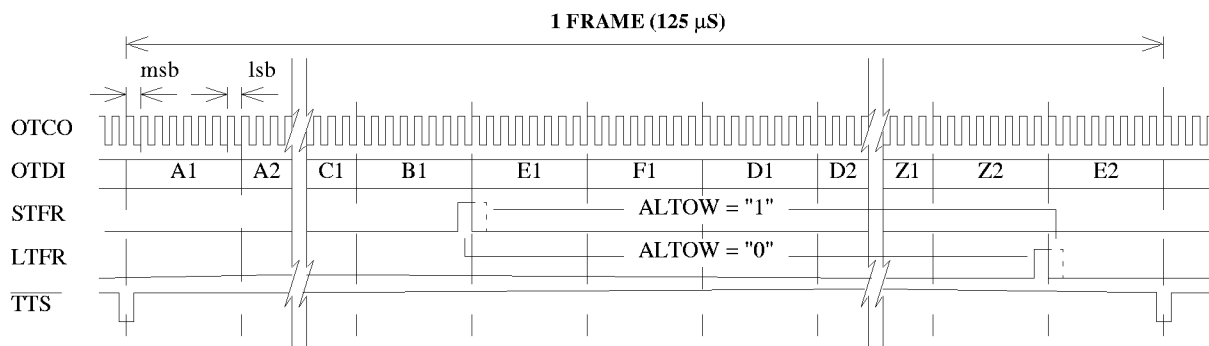 1 FRAME (125 μS)
msb
lsb
OTCO
OTDI
A1 A2 C1 B1 E1 F1 D1 D2 Z1 Z2 E2
STFR
ALTOW = "1"
LTFR
ALTOW = "0"
TTS